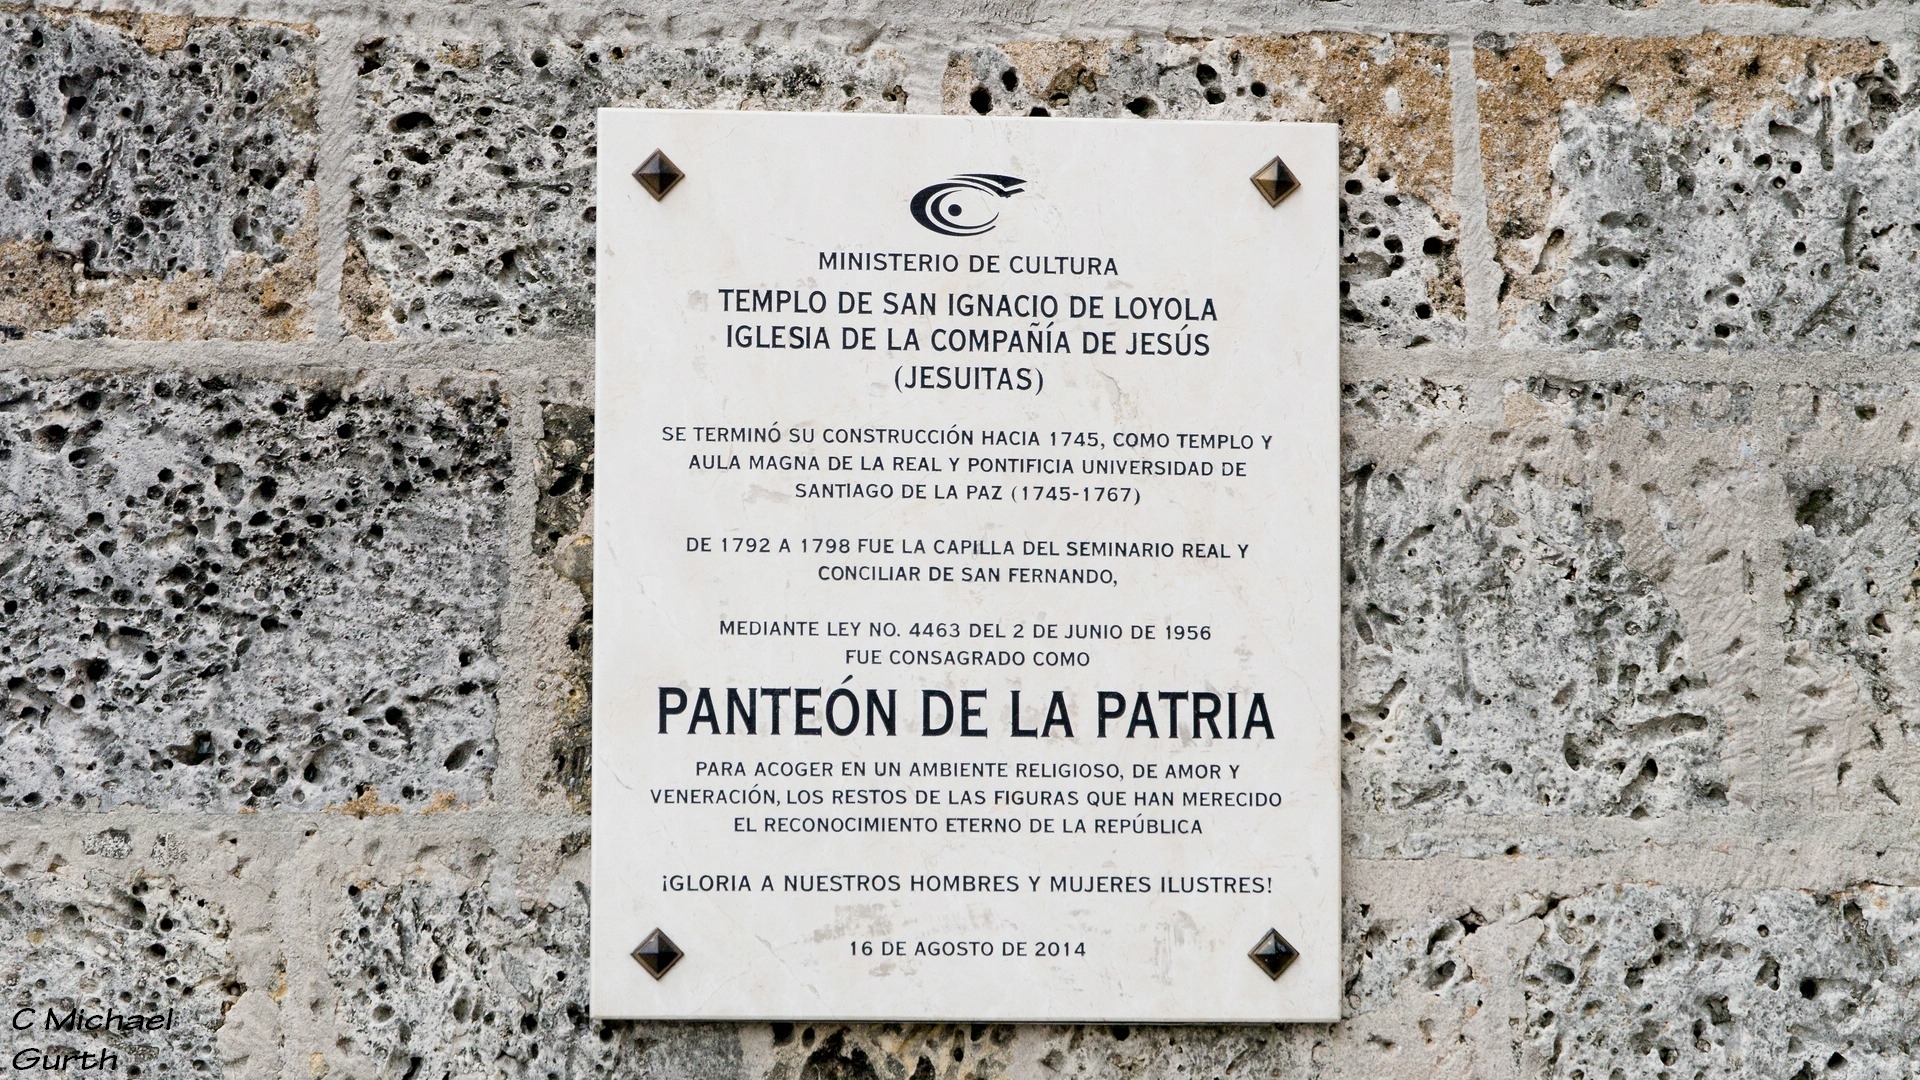 MINISTERIO DE CULTURA
TEMPLO DE SAN IGNACIO DE LOYOLA
IGLESIA DE LA COMPAÑÍA DE JESÚS
(JESUITAS)
SE TERMINÓ SU CONSTRUCCIÓN HACIA 1745, COMO TEMPLO Y
AULA MAGNA DE LA REAL Y PONTIFICIA UNIVERSIDAD DE
SANTIAGO DE LA PAZ (1745-1767)
DE 1792 A 1798 FUE LA CAPILLA DEL SEMINARIO REAL Y
CONCILIAR DE SAN FERNANDO,
MEDIANTE LEY NO. 4463 DEL 2 DE JUNIO DE 1956
FUE CONSAGRADO COMO
PANTEÓN DE LA PATRIA
PARA ACOGER EN UN AMBIENTE RELIGIOSO, DE AMOR Y
VENERACIÓN, LOS RESTOS DE LAS FIGURAS QUE HAN MERECIDO
EL RECONOCIMIENTO ETERNO DE LA REPÚBLICA
¡GLORIA A NUESTROS HOMBRES Y MUJERES ILUSTRES!
16 DE AGOSTO DE 2014
C Michael
Gurth